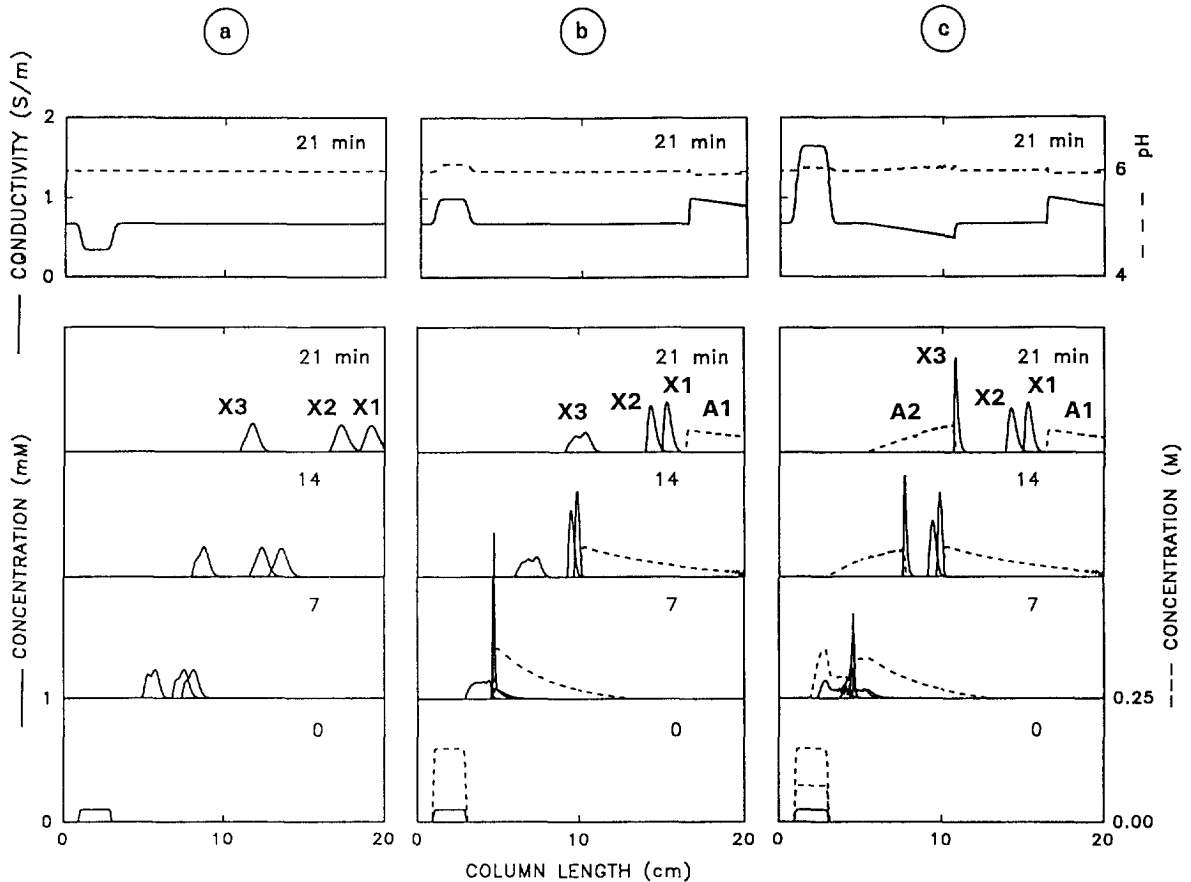 a
b
c
CONDUCTIVITY (S/m)
2
1
0
21 min
21 min
21 min
6
4
pH
CONCENTRATION (mM)
21 min
X3
X2
X1
14
7
0
1
0
0
10
21 min
X3
X2
X1
A1
14
7
0
0
10
20
21 min
A2
X3
X2
X1
A1
14
7
0
0
10
20
0.25
0.00
CONCENTRATION (M)
COLUMN LENGTH (cm)